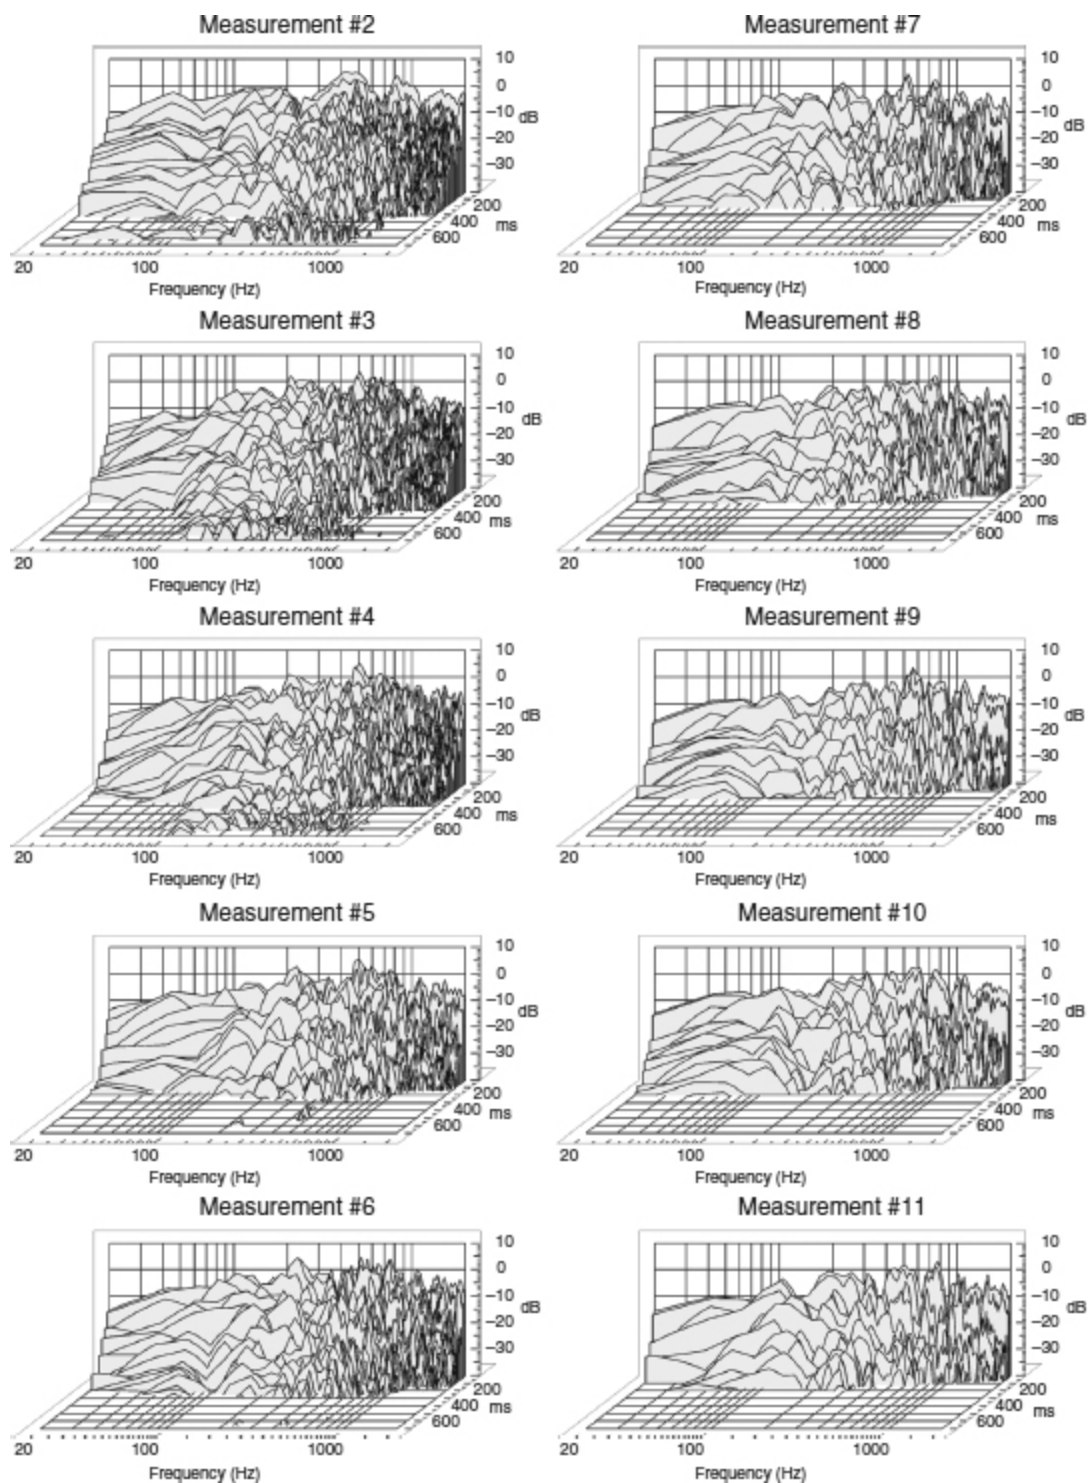 Measurement #2
10
0
−10
dB
−20
−30
200
400 ms
600
20 100 1000
Frequency (Hz)
Measurement #3
10
0
−10
dB
−20
−30
200
400 ms
600
20 100 1000
Frequency (Hz)
Measurement #4
10
0
−10
dB
−20
−30
200
400 ms
600
20 100 1000
Frequency (Hz)
Measurement #5
10
0
−10
dB
−20
−30
200
400 ms
600
20 100 1000
Frequency (Hz)
Measurement #6
10
0
−10
dB
−20
−30
200
400 ms
600
20 100 1000
Frequency (Hz)
Measurement #7
10
0
−10
dB
−20
−30
200
400 ms
600
20 100 1000
Frequency (Hz)
Measurement #8
10
0
−10
dB
−20
−30
200
400 ms
600
20 100 1000
Frequency (Hz)
Measurement #9
10
0
−10
dB
−20
−30
200
400 ms
600
20 100 1000
Frequency (Hz)
Measurement #10
10
0
−10
dB
−20
−30
200
400 ms
600
20 100 1000
Frequency (Hz)
Measurement #11
10
0
−10
dB
−20
−30
200
400 ms
600
20 100 1000
Frequency (Hz)